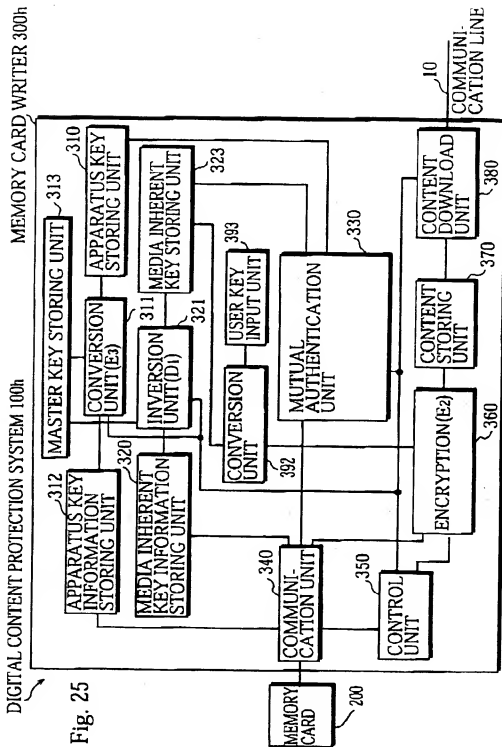 DIGITAL CONTENT PROTECTION SYSTEM 100h
MEMORY CARD WRITER 300h
Fig. 25
313
MASTER KEY STORING UNIT
312
APPARATUS KEY
INFORMATION
STORING UNIT
CONVERSION
UNIT(E3)
311
APPARATUS KEY
STORING UNIT
310
320
MEDIA INHERENT
KEY INFORMATION
STORING UNIT
INVERSION
UNIT(D1)
321
MEDIA INHERENT
KEY STORING UNIT
323
CONVERSION
UNIT
392
USER KEY
INPUT UNIT
393
MEMORY
CARD
200
340
COMMUNI-
CATION UNIT
MUTUAL
AUTHENTICATION
UNIT
330
350
CONTROL
UNIT
ENCRYPTION(E2)
360
CONTENT
STORING
UNIT
370
CONTENT
DOWNLOAD
UNIT
380
10
COMMUNI-
CATION LINE